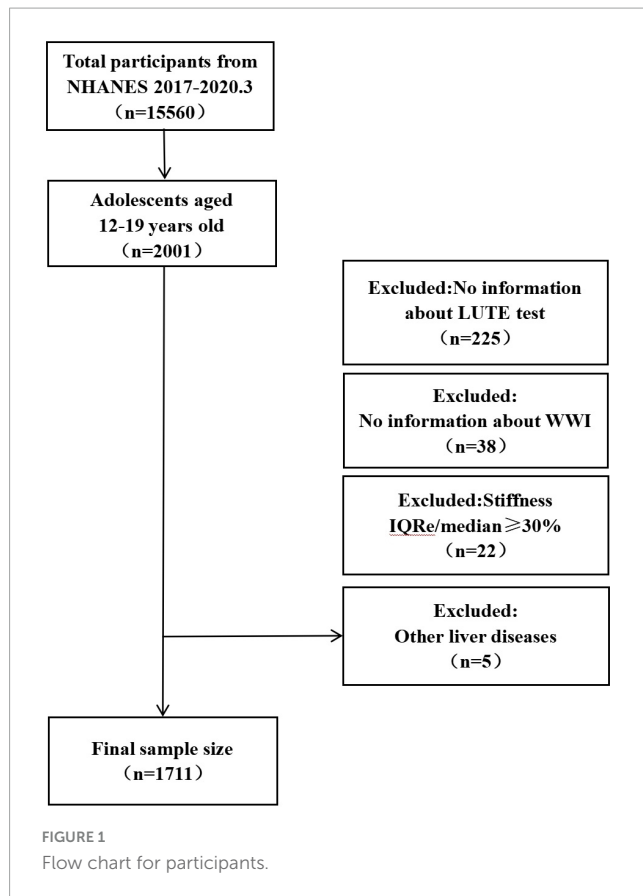 Total participants from
NHANES 2017-2020.3
（n=15560）
Adolescents aged
12-19 years old
（n=2001）
Excluded:No information
about LUTE test
（n=225）
Excluded:
No information about WWI
（n=38）
Excluded:Stiffness
IQRe/median≥30%
（n=22）
Excluded:
Other liver diseases
（n=5）
Final sample size
（n=1711）
FIGURE 1
Flow chart for participants.